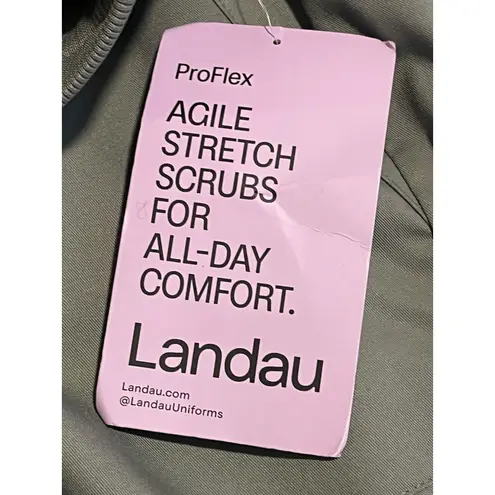 ProFlex
AGILE
STRETCH
SCRUBS
FOR
ALL-DAY
COMFORT.
Landau
Landau.com
@LandauUniforms